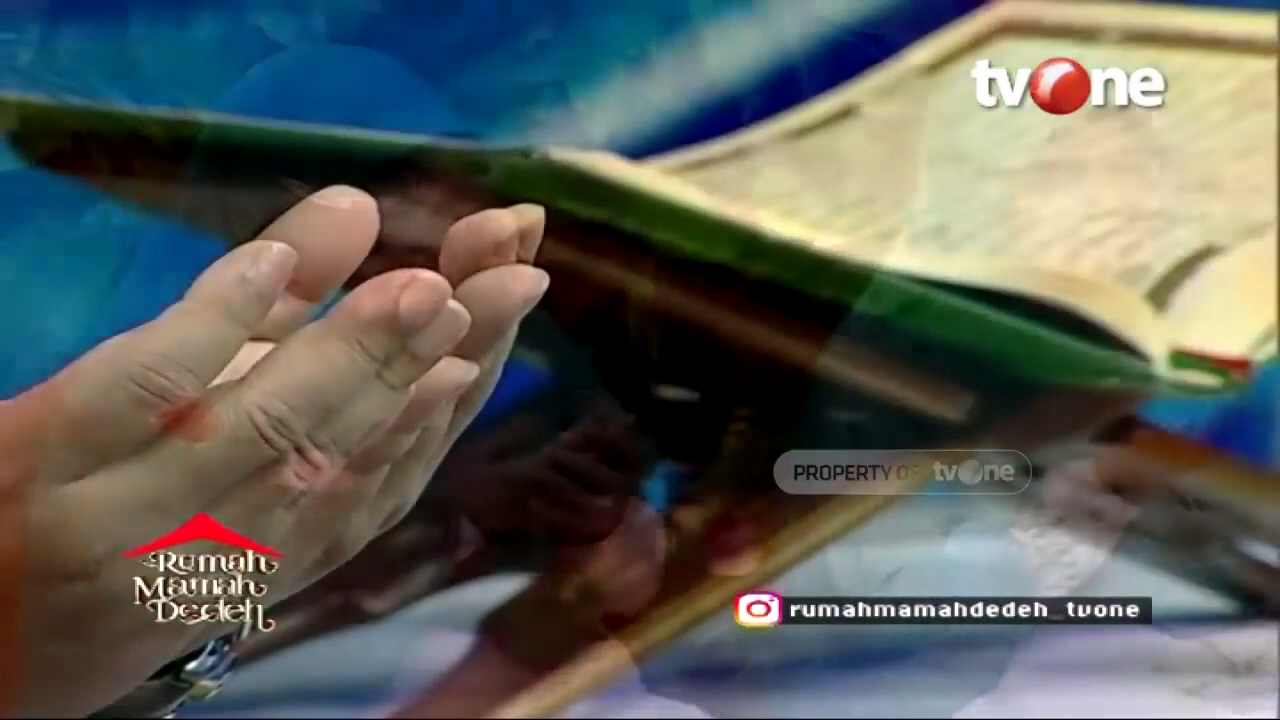 tvOne
PROPERTY OF tvOne
Rumah
Mamah
Dedeh
rumahmamahdedeh_tvone